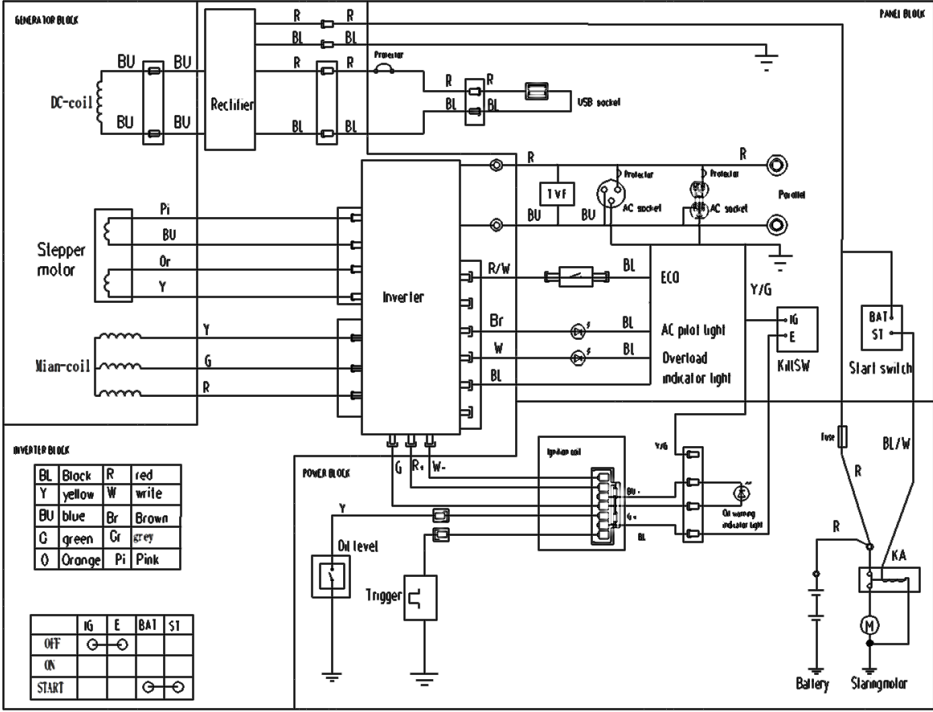 GENERATOR BLOCK
PANEL BLOCK
R R
BL BL
BU BU R R Protector
R R
DC-coil Rectifier USB socket
BL BL
BU BU BL BL
R R
Protector Protector
TVF Parallel
AC socket AC socket
BU BU
Pi
BU
Stepper motor
Or
Y
Inverter
R/W BL ECO
Y/G
Br BL AC pilot light
W BL Overload
BL indicator light
IG
E
KillSW
BAT
ST
Start switch
Y
Mian-coil G
R
INVERTER BLOCK
POWER BLOCK
G R+ W-
Ignition coil
Y/G
Fuse
BL/W
R
BL Black R red
Y yellow W write
BU blue Br Brown
G green Gr grey
O Orange Pi Pink
Y
BU-
G+
BL
Oil warning
indicator light
Oil level
Trigger
R
KA
M
Battery
Staringmotor
IG E BAT ST
OFF
ON
START